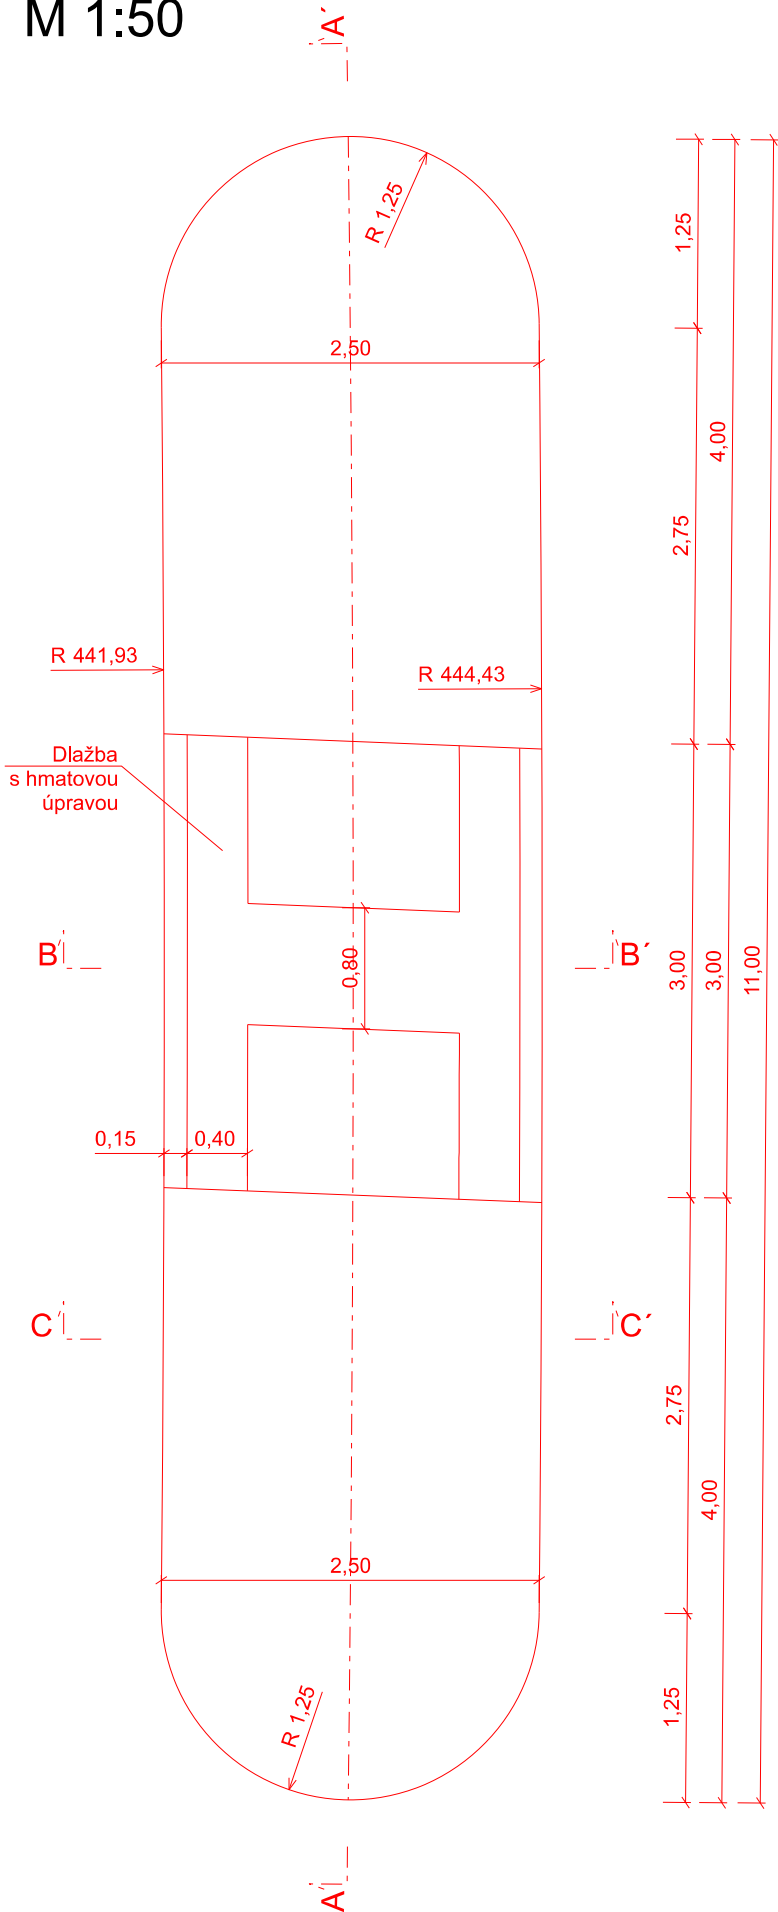 M 1:50
A´
R 1,25
1,25
2,50
4,00
2,75
R 441,93
R 444,43
Dlažba
s hmatovou
úpravou
B´
B´
0,80
3,00
3,00
11,00
0,15
0,40
C´
C´
2,75
4,00
2,50
R 1,25
1,25
A´